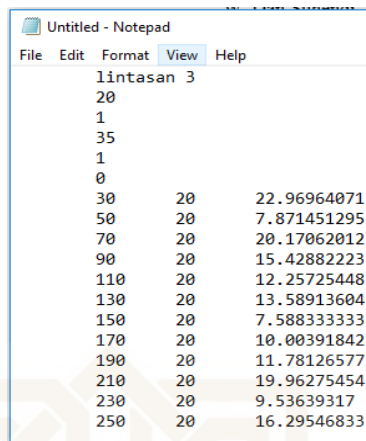 Untitled - Notepad
File Edit Format View Help
lintasan 3
20
1
35
1
0
30 20 22.96964071
50 20 7.871451295
70 20 20.17062012
90 20 15.42882223
110 20 12.25725448
130 20 13.58913604
150 20 7.588333333
170 20 10.00391842
190 20 11.78126577
210 20 19.96275454
230 20 9.53639317
250 20 16.29546833